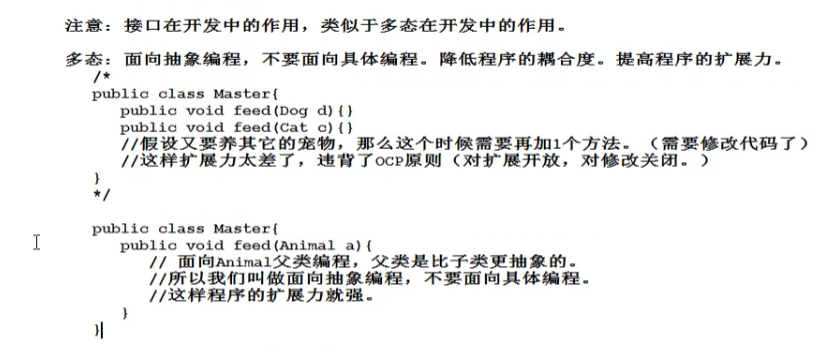 注意：接口在开发中的作用，类似于多态在开发中的作用。
多态：面向抽象编程，不要面向具体编程。降低程序的耦合度。提高程序的扩展力。
/*
public class Master{
public void feed(Dog d){}
public void feed(Cat c){}
//假设又要养其它的宠物，那么这个时候需要再加1个方法。（需要修改代码了）
//这样扩展力太差了，违背了OCP原则（对扩展开放，对修改关闭。）
}
*/
public class Master{
public void feed(Animal a){
// 面向Animal父类编程，父类是比子类更抽象的。
//所以我们叫做面向抽象编程，不要面向具体编程。
//这样程序的扩展力就强。
}
}